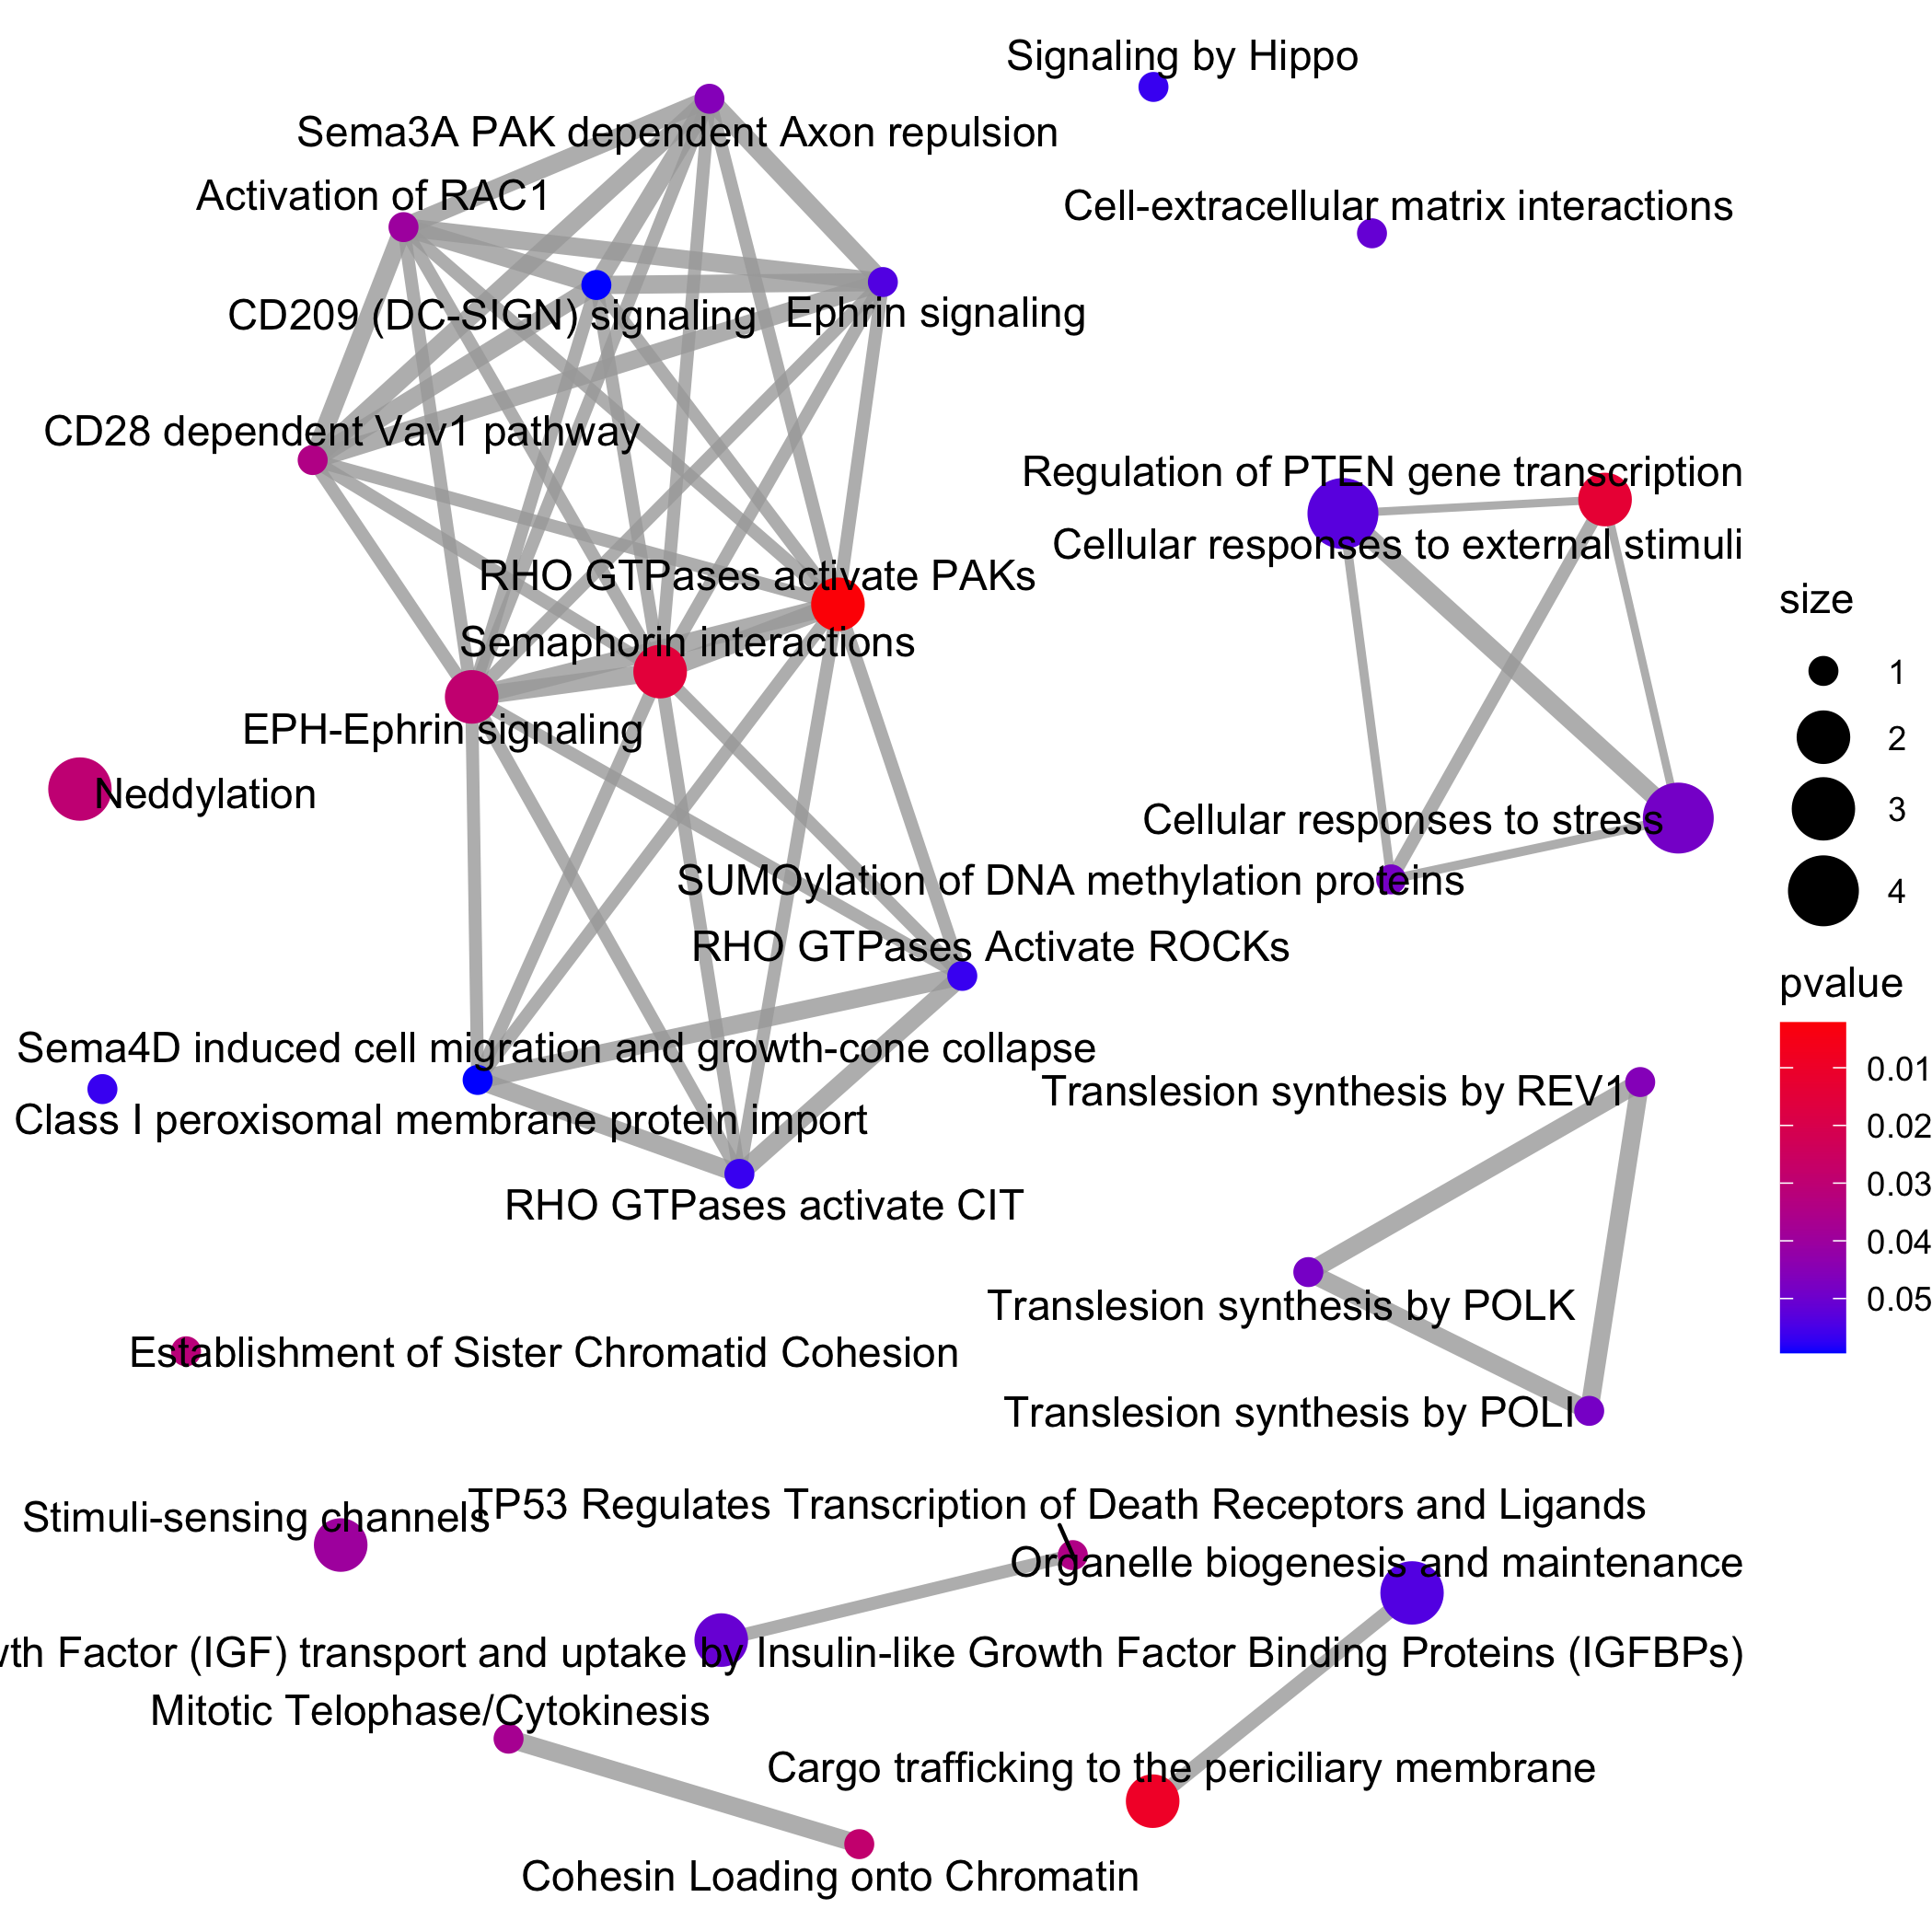 Signaling by Hippo
Sema3A PAK dependent Axon repulsion
Activation of RAC1
Cell-extracellular matrix interactions
CD209 (DC-SIGN) signaling
Ephrin signaling
CD28 dependent Vav1 pathway
Regulation of PTEN gene transcription
Cellular responses to external stimuli
RHO GTPases activate PAKs
Semaphorin interactions
EPH-Ephrin signaling
Neddylation
Cellular responses to stress
SUMOylation of DNA methylation proteins
RHO GTPases Activate ROCKs
Sema4D induced cell migration and growth-cone collapse
Class I peroxisomal membrane protein import
RHO GTPases activate CIT
Translesion synthesis by REV1
Translesion synthesis by POLK
Establishment of Sister Chromatid Cohesion
Translesion synthesis by POLI
Stimuli-sensing channels
TP53 Regulates Transcription of Death Receptors and Ligands
Organelle biogenesis and maintenance
Factor (IGF) transport and uptake by Insulin-like Growth Factor Binding Proteins (IGFBPs)
Mitotic Telophase/Cytokinesis
Cargo trafficking to the periciliary membrane
Cohesin Loading onto Chromatin
size
1
2
3
4
pvalue
0.01
0.02
0.03
0.04
0.05